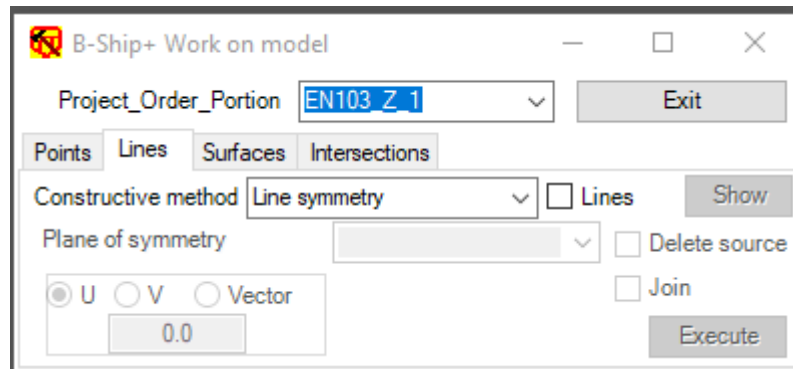 B-Ship+ Work on model
Project_Order_Portion EN103_Z_1 Exit
Points Lines Surfaces Intersections
Constructive method Line symmetry Lines Show
Plane of symmetry Delete source
U V Vector Join
0.0 Execute